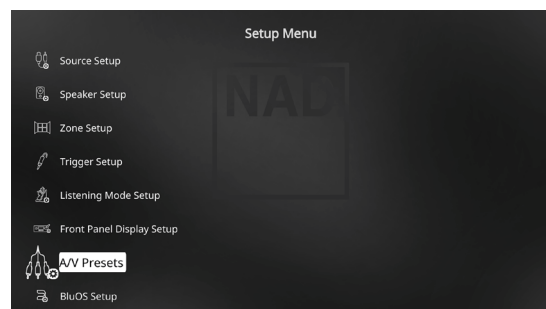 Setup Menu
Source Setup
Speaker Setup
NAD
Zone Setup
Trigger Setup
Listening Mode Setup
Front Panel Display Setup
A/V Presets
BluOS Setup